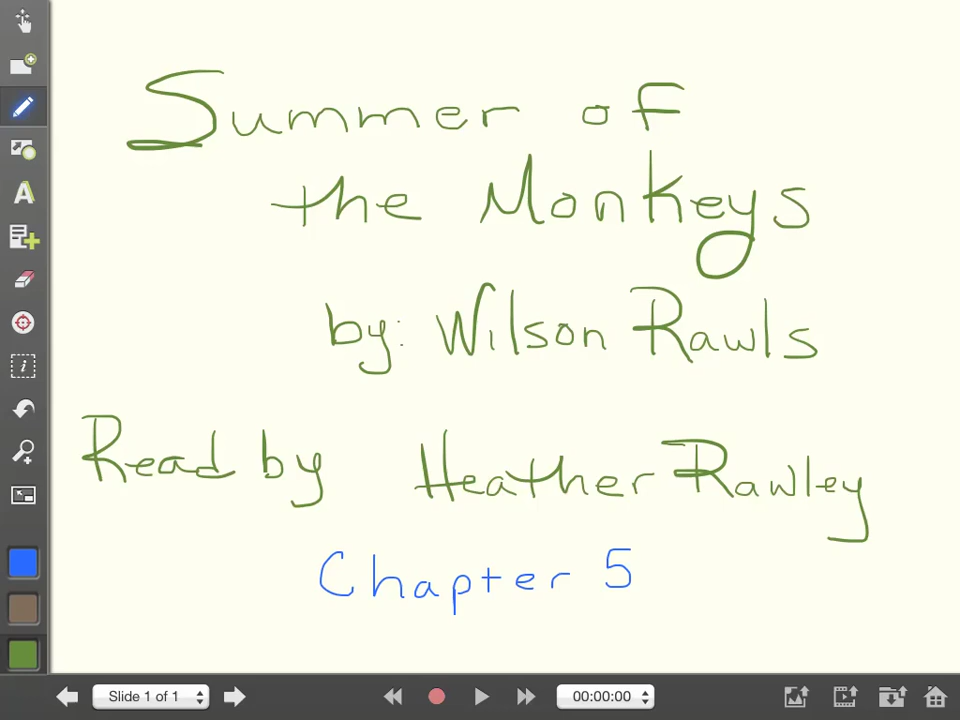 Summer of
the Monkeys
by: Wilson Rawls
Read by Heather Rawley
Chapter 5
A
i
Slide 1 of 1
00:00:00